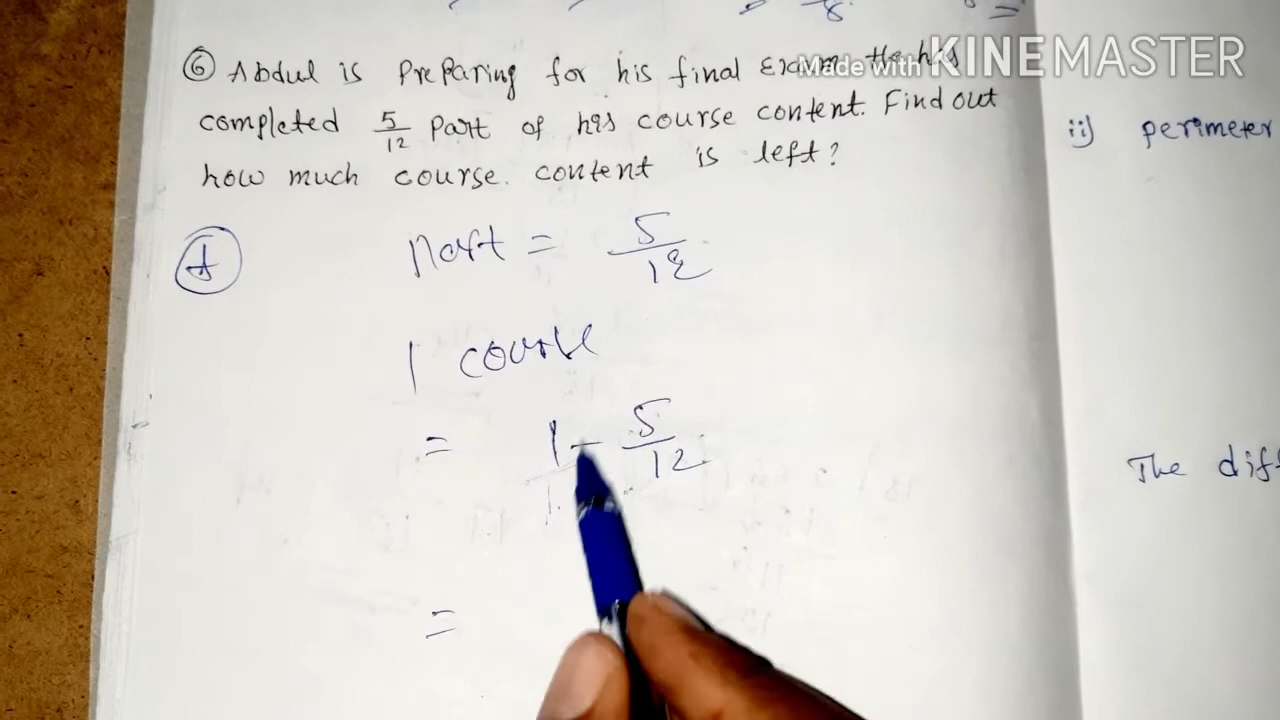 ⑥ Abdul is preparing for his final Exam. He has
Made with KINEMASTER
completed 5/12 part of his course content. Find out
how much course. content is left?
ii) perimeter
A
part = 5/12
1 course
= 1/1 - 5/12
The diff
=